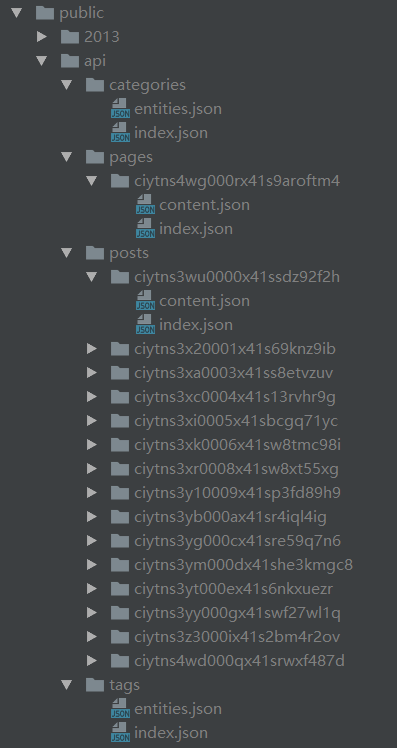 public
2013
api
categories
entities.json
index.json
pages
ciytns4wg000rx41s9aroftm4
content.json
index.json
posts
ciytns3wu0000x41ssdz92f2h
content.json
index.json
ciytns3x20001x41s69knz9ib
ciytns3xa0003x41ss8etvzuv
ciytns3xc0004x41s13rvhr9g
ciytns3xi0005x41sbcgq71yc
ciytns3xk0006x41sw8tmc98i
ciytns3xr0008x41sw8xt55xg
ciytns3y10009x41sp3fd89h9
ciytns3yb000ax41sr4iql4ig
ciytns3yg000cx41sre59q7n6
ciytns3ym000dx41she3kmgc8
ciytns3yt000ex41s6nkxuezr
ciytns3yy000gx41swf27wl1q
ciytns3z3000ix41s2bm4r2ov
ciytns4wd000qx41srwxf487d
tags
entities.json
index.json